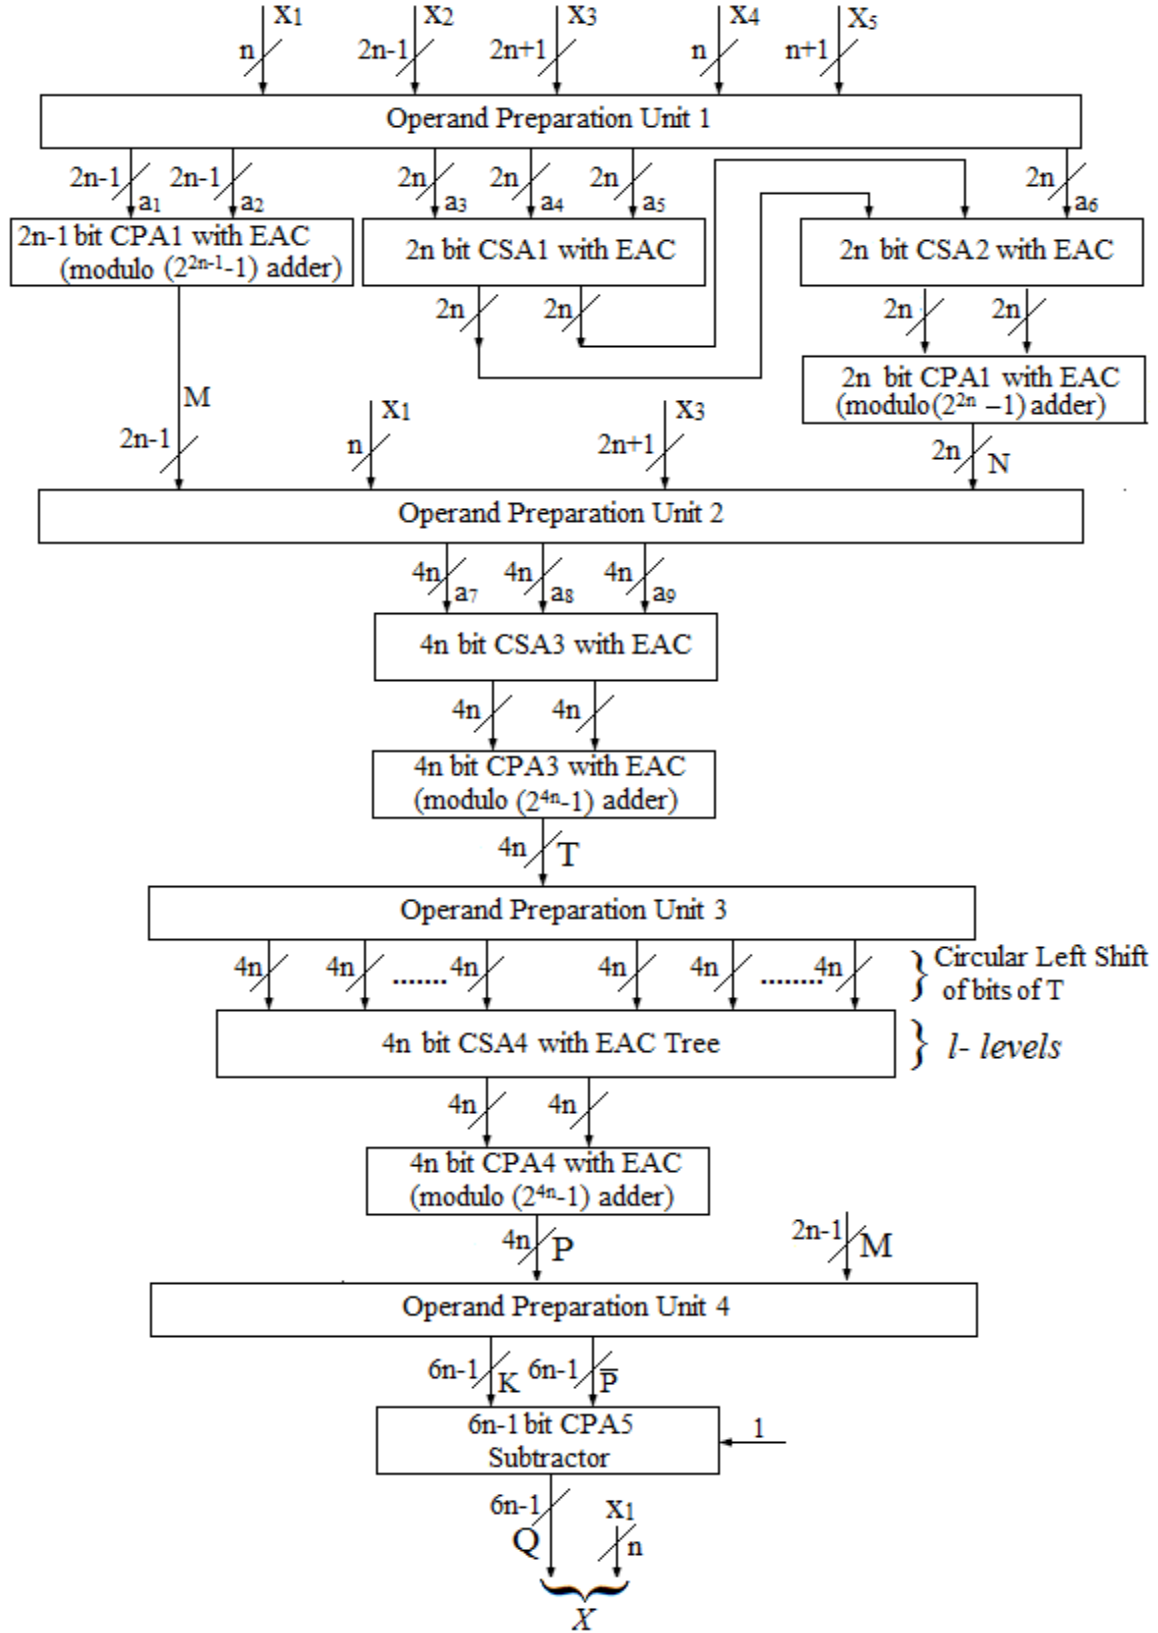 X1 X2 X3 X4 X5
n 2n-1 2n+1 n n+1
Operand Preparation Unit 1
2n-1 2n-1 2n 2n 2n 2n
a1 a2 a3 a4 a5 a6
2n-1 bit CPA1 with EAC
(modulo (2^2n-1-1) adder)
2n bit CSA1 with EAC
2n bit CSA2 with EAC
2n 2n 2n 2n
2n bit CPA1 with EAC
(modulo(2^2n –1) adder)
M X1 X3
2n-1 n 2n+1 2n N
Operand Preparation Unit 2
4n 4n 4n
a7 a8 a9
4n bit CSA3 with EAC
4n 4n
4n bit CPA3 with EAC
(modulo (2^4n-1) adder)
4n T
Operand Preparation Unit 3
4n 4n ....... 4n 4n 4n ........ 4n
} Circular Left Shift
of bits of T
4n bit CSA4 with EAC Tree
} l- levels
4n 4n
4n bit CPA4 with EAC
(modulo (2^4n-1) adder)
4n P 2n-1 M
Operand Preparation Unit 4
6n-1 K 6n-1 P̅
6n-1 bit CPA5
Subtractor
1
6n-1 X1
Q n
X